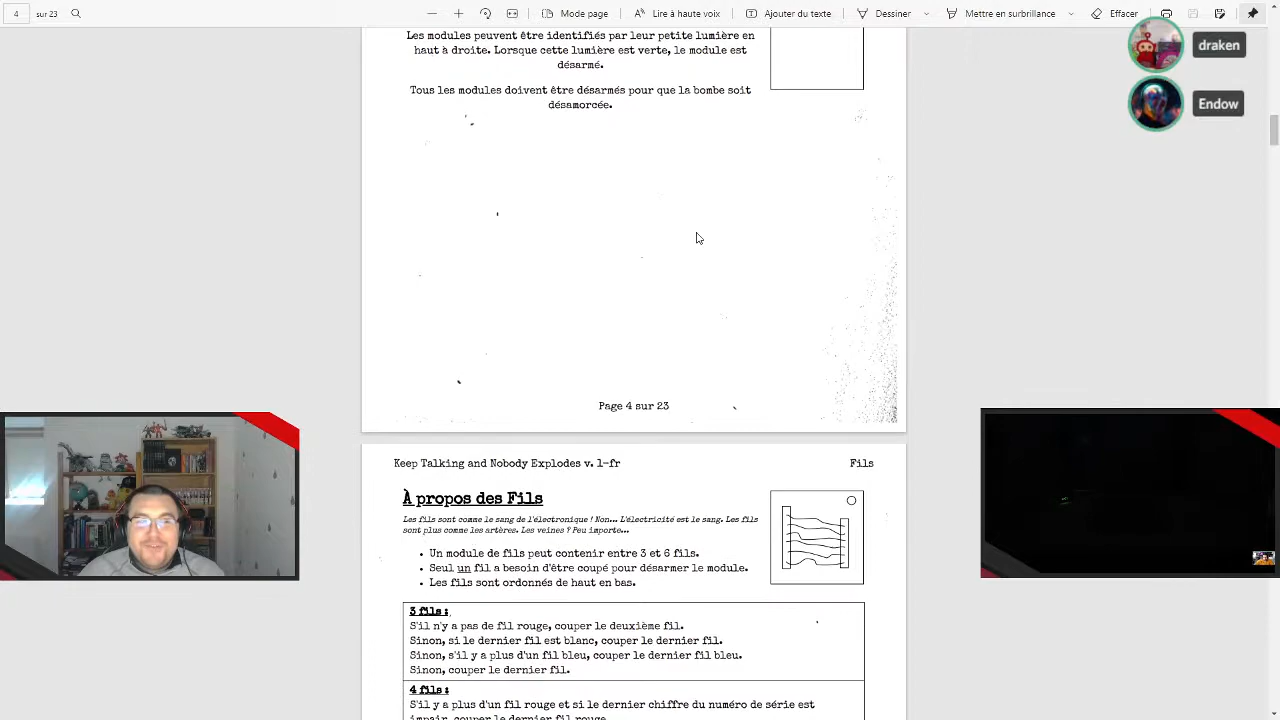 4
sur 23
Mode page
Lire à haute voix
Ajouter du texte
Dessiner
Mettre en surbrillance
Effacer
draken
Endow
Les modules peuvent être identifiés par leur petite lumière en
haut à droite. Lorsque cette lumière est verte, le module est
désarmé.
Tous les modules doivent être désarmés pour que la bombe soit
désamorcée.
Page 4 sur 23
Keep Talking and Nobody Explodes v. 1-fr
Fils
À propos des Fils
Les fils sont comme le sang de l'électronique ! Non... L'électricité est le sang. Les fils
sont plus comme les artères. Les veines ? Peu importe...
• Un module de fils peut contenir entre 3 et 6 fils.
• Seul un fil a besoin d'être coupé pour désarmer le module.
• Les fils sont ordonnés de haut en bas.
3 fils :
S'il n'y a pas de fil rouge, couper le deuxième fil.
Sinon, si le dernier fil est blanc, couper le dernier fil.
Sinon, s'il y a plus d'un fil bleu, couper le dernier fil bleu.
Sinon, couper le dernier fil.
4 fils :
S'il y a plus d'un fil rouge et si le dernier chiffre du numéro de série est
impair, couper le dernier fil rouge.